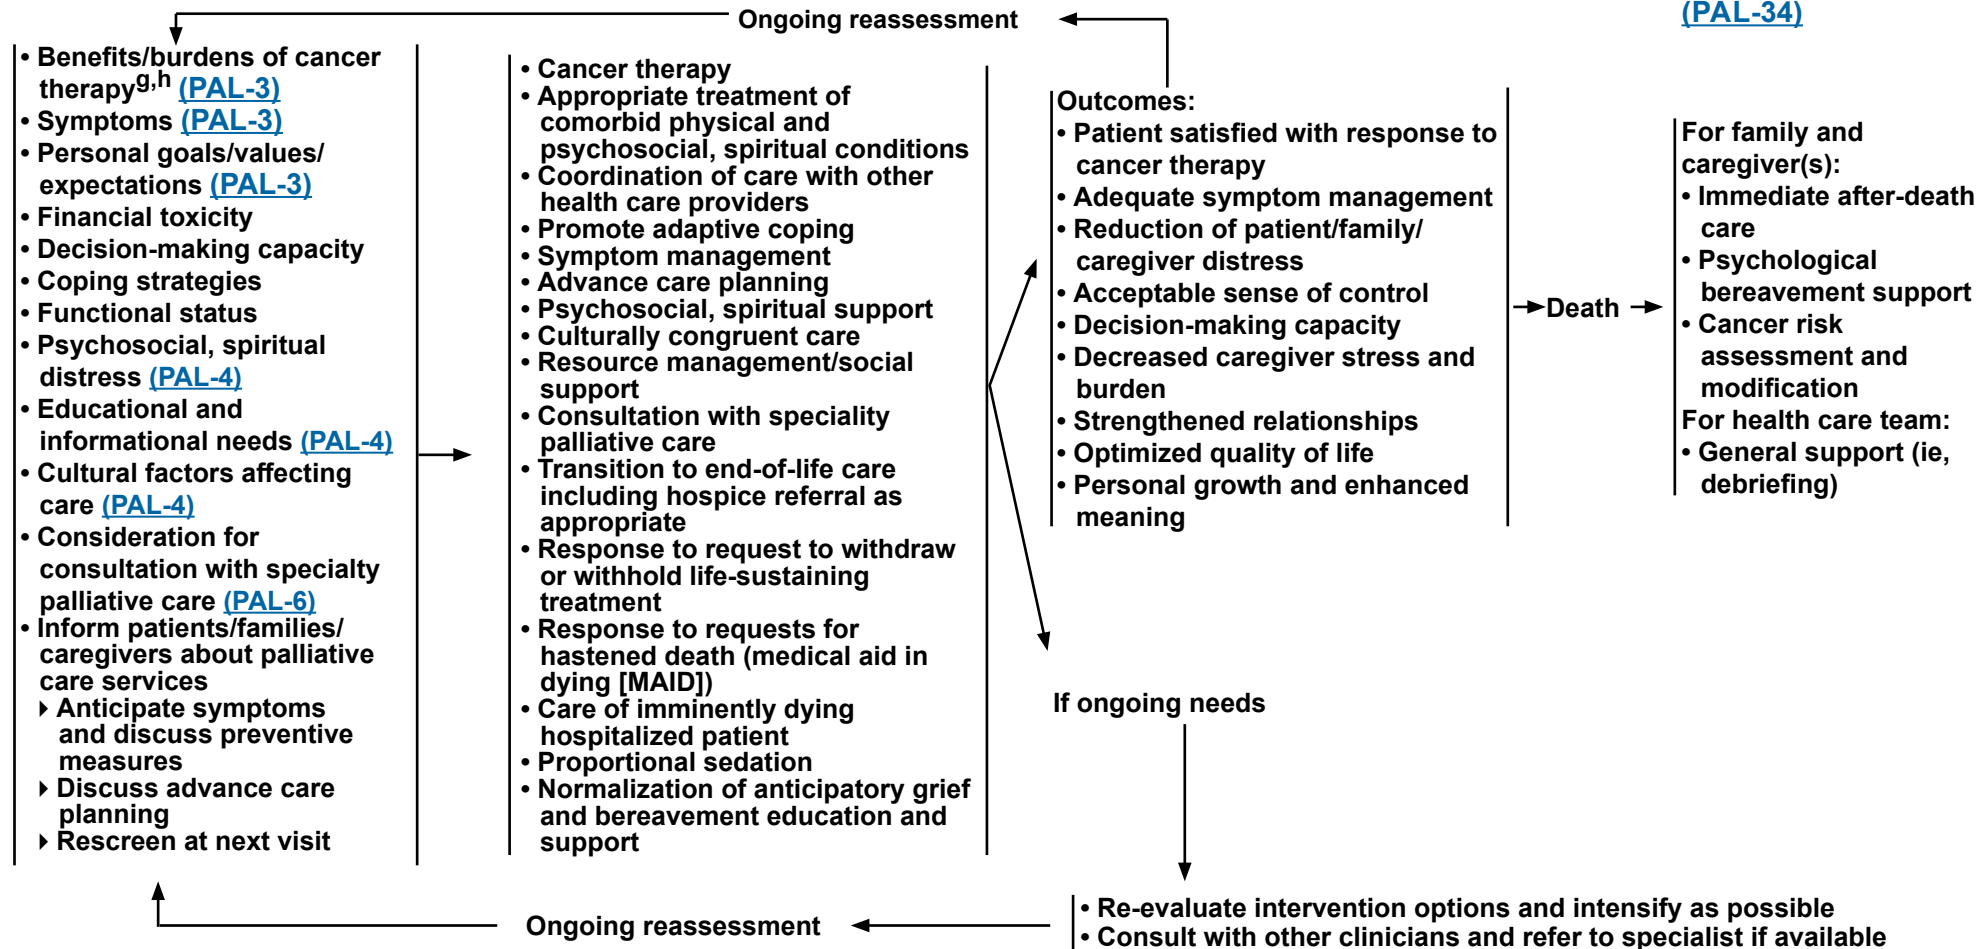 Ongoing reassessment
(PAL-34)
• Benefits/burdens of cancer
therapyg,h (PAL-3)
• Symptoms (PAL-3)
• Personal goals/values/
expectations (PAL-3)
• Financial toxicity
• Decision-making capacity
• Coping strategies
• Functional status
• Psychosocial, spiritual
distress (PAL-4)
• Educational and
informational needs (PAL-4)
• Cultural factors affecting
care (PAL-4)
• Consideration for
consultation with specialty
palliative care (PAL-6)
• Inform patients/families/
caregivers about palliative
care services
▸ Anticipate symptoms
and discuss preventive
measures
▸ Discuss advance care
planning
▸ Rescreen at next visit
• Cancer therapy
• Appropriate treatment of
comorbid physical and
psychosocial, spiritual conditions
• Coordination of care with other
health care providers
• Promote adaptive coping
• Symptom management
• Advance care planning
• Psychosocial, spiritual support
• Culturally congruent care
• Resource management/social
support
• Consultation with speciality
palliative care
• Transition to end-of-life care
including hospice referral as
appropriate
• Response to request to withdraw
or withhold life-sustaining
treatment
• Response to requests for
hastened death (medical aid in
dying [MAID])
• Care of imminently dying
hospitalized patient
• Proportional sedation
• Normalization of anticipatory grief
and bereavement education and
support
Outcomes:
• Patient satisfied with response to
cancer therapy
• Adequate symptom management
• Reduction of patient/family/
caregiver distress
• Acceptable sense of control
• Decision-making capacity
• Decreased caregiver stress and
burden
• Strengthened relationships
• Optimized quality of life
• Personal growth and enhanced
meaning
Death
For family and
caregiver(s):
• Immediate after-death
care
• Psychological
bereavement support
• Cancer risk
assessment and
modification
For health care team:
• General support (ie,
debriefing)
If ongoing needs
• Re-evaluate intervention options and intensify as possible
• Consult with other clinicians and refer to specialist if available
Ongoing reassessment